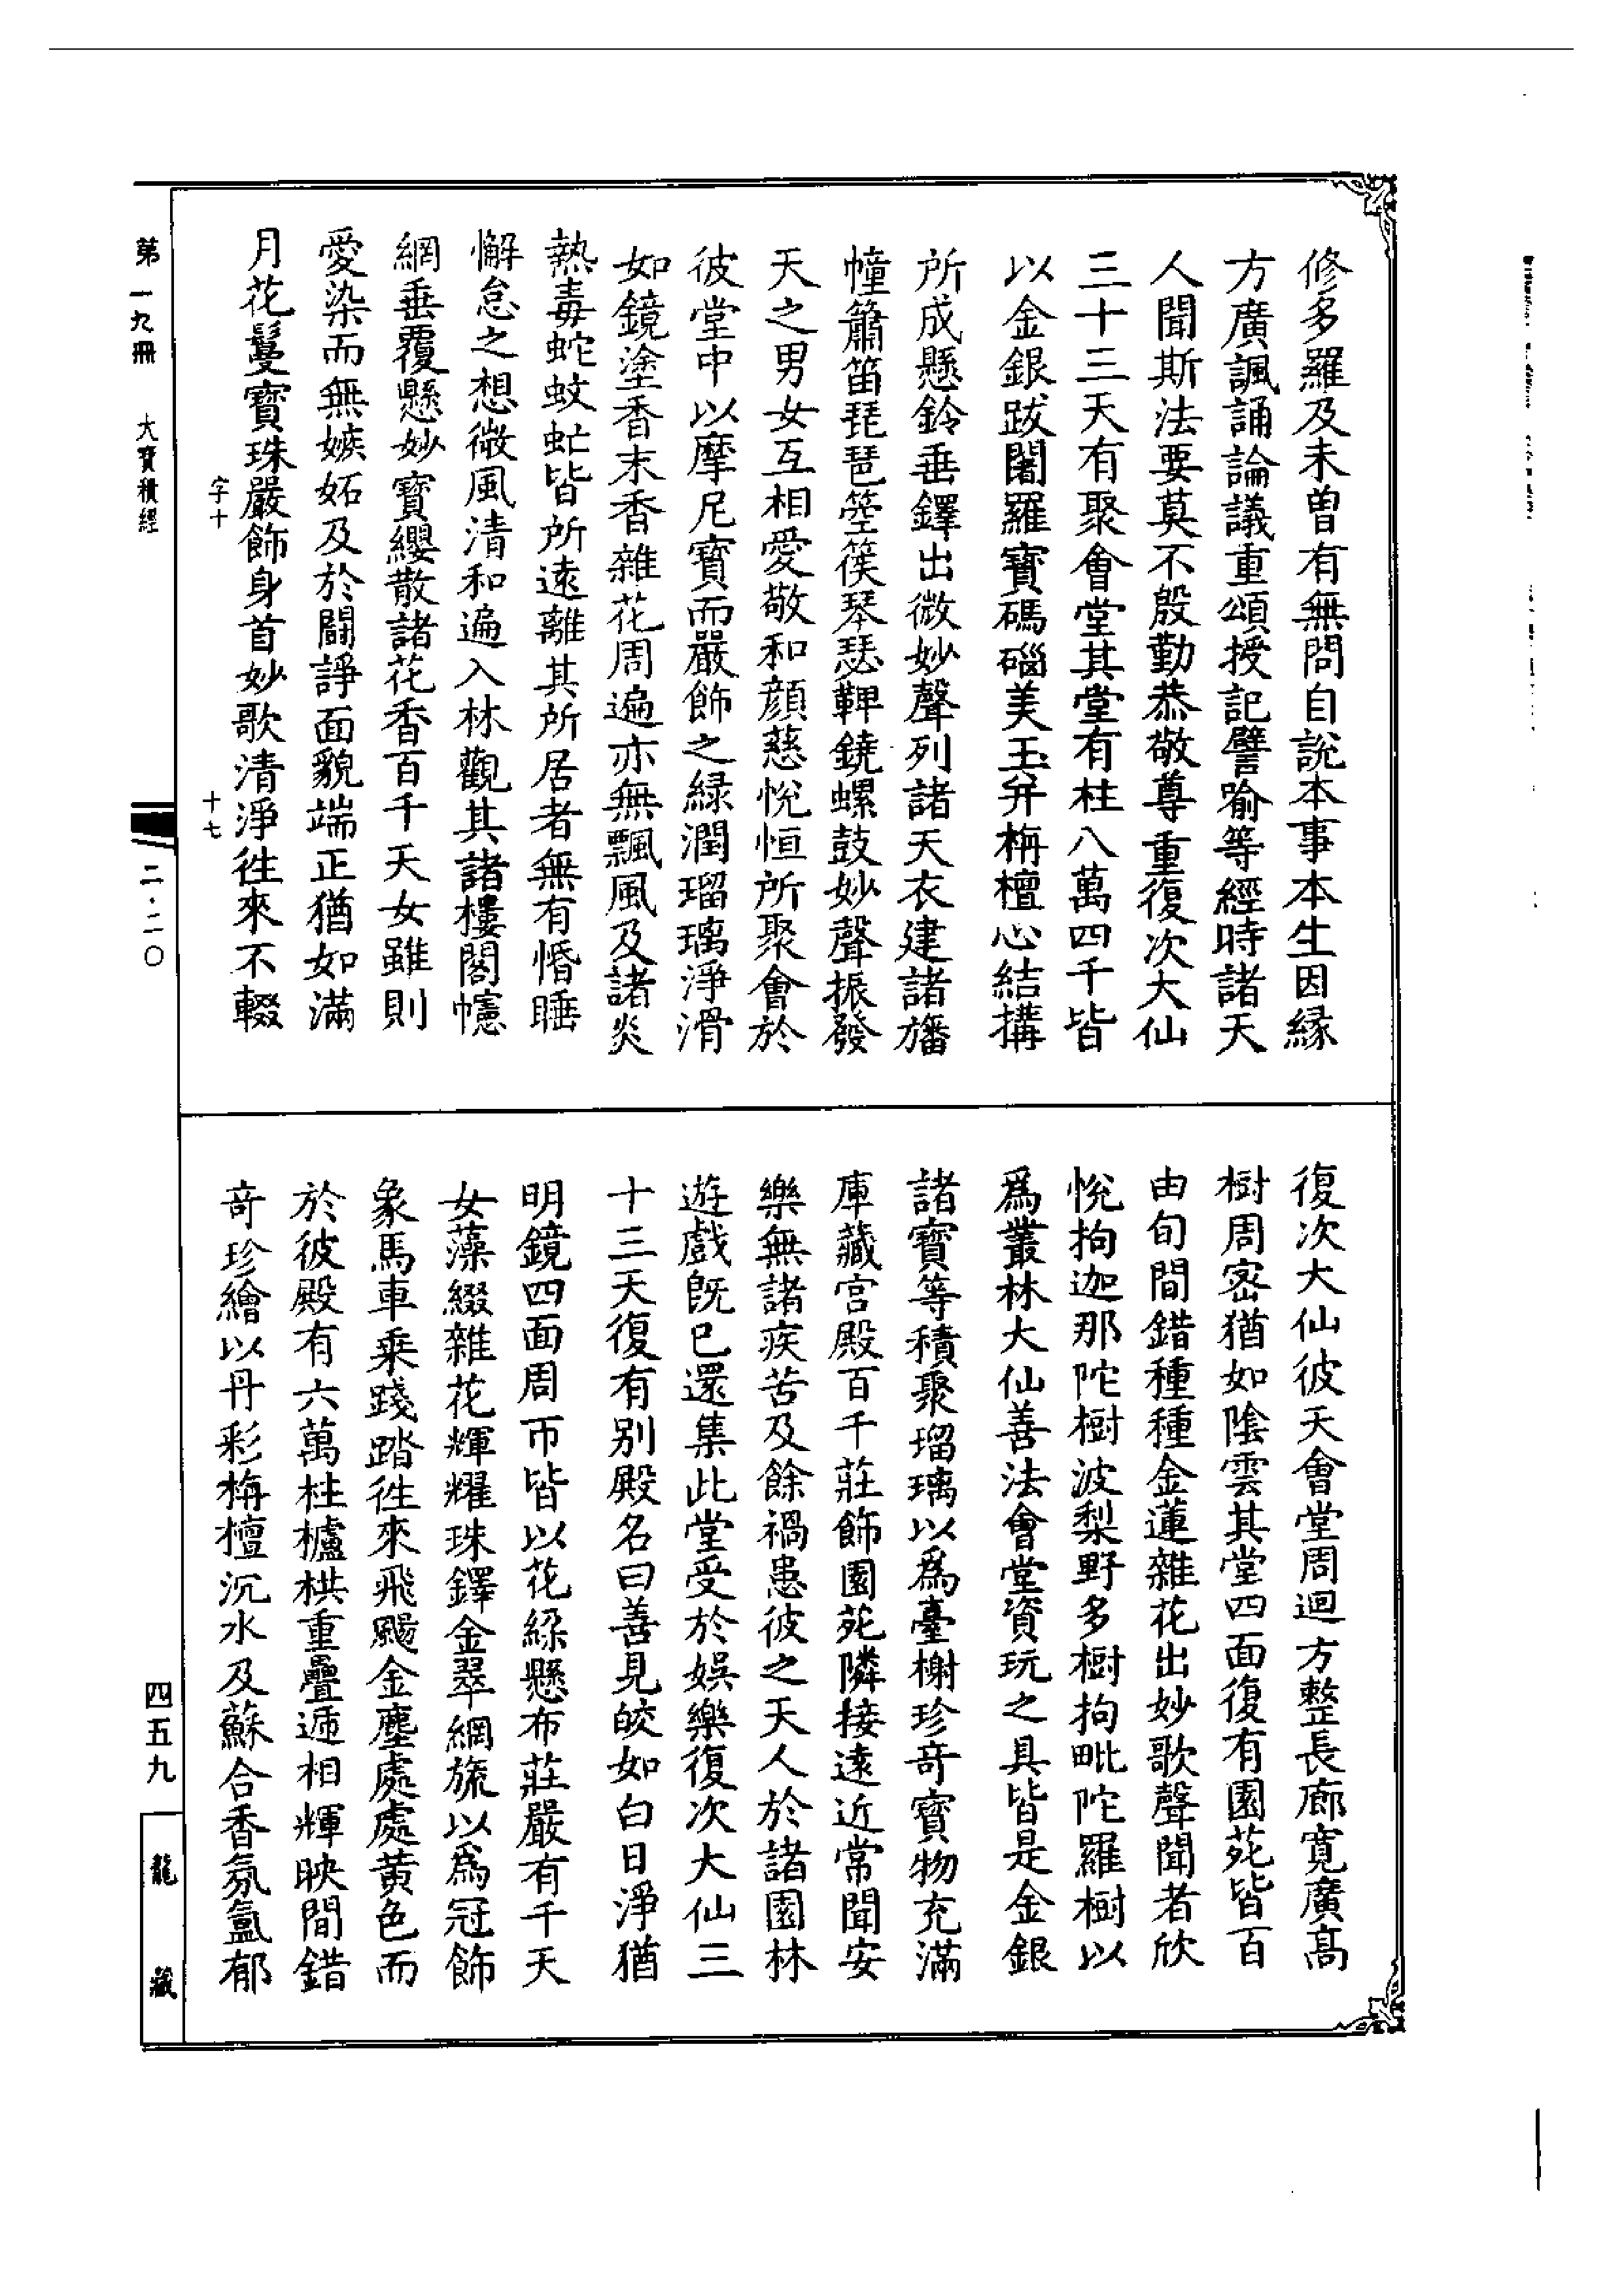 修多羅及未曾有無問自說本事本生因緣
方廣諷誦論議重頌授記譬喻等經時諸天
人聞斯法要莫不殷勤恭敬尊重復次大仙
三十三天有聚會堂其堂有柱八萬四千皆
以金銀跋闍羅寶碼碯美玉并栴檀心結搆
所成懸鈴垂鐸出微妙聲列諸天衣建諸旛
幢簫笛琵琶箜篌琴瑟鞞鐃螺鼓妙聲振發
天之男女互相愛敬和顏慈悅恒所聚會於
彼堂中以摩尼寶而嚴飾之綠潤瑠璃淨滑
如鏡塗香末香雜花周遍亦無飄風及諸炎
熱毒蛇蚊虻皆所遠離其所居者無有惛睡
懈怠之想微風清和遍入林觀其諸樓閣幰
網垂覆懸妙寶纓散諸花香百千天女雖則
愛染而無嫉妬及於鬪諍面貌端正猶如滿
月花鬘寶珠嚴飾身首妙歌清淨徃來不輟
字十 十七
復次大仙彼天會堂周迴方整長廊寬廣高
樹周密猶如陰雲其堂四面復有園苑皆百
由旬間錯種種金蓮雜花出妙歌聲聞者欣
悅拘迦那陀樹波梨野多樹拘毗陀羅樹以
為叢林大仙善法會堂資玩之具皆是金銀
諸寶等積聚瑠璃以為臺榭珍竒寶物充滿
庫藏宮殿百千莊飾園苑隣接遠近常聞安
樂無諸疾苦及餘禍患彼之天人於諸園林
遊戲旣已還集此堂受於娛樂復次大仙三
十三天復有別殿名曰善見皎如白日淨猶
明鏡四面周帀皆以花綵懸布莊嚴有千天
女藻綴雜花輝耀珠鐸金翠網旒以為冠飾
象馬車乘踐踏徃來飛颺金塵處處黃色而
於彼殿有六萬柱櫨栱重疊遞相輝映間錯
竒珍繪以丹彩栴檀沉水及蘇合香氛氳郁
第一九冊 大寶積經
二·二〇
四五九
龍藏